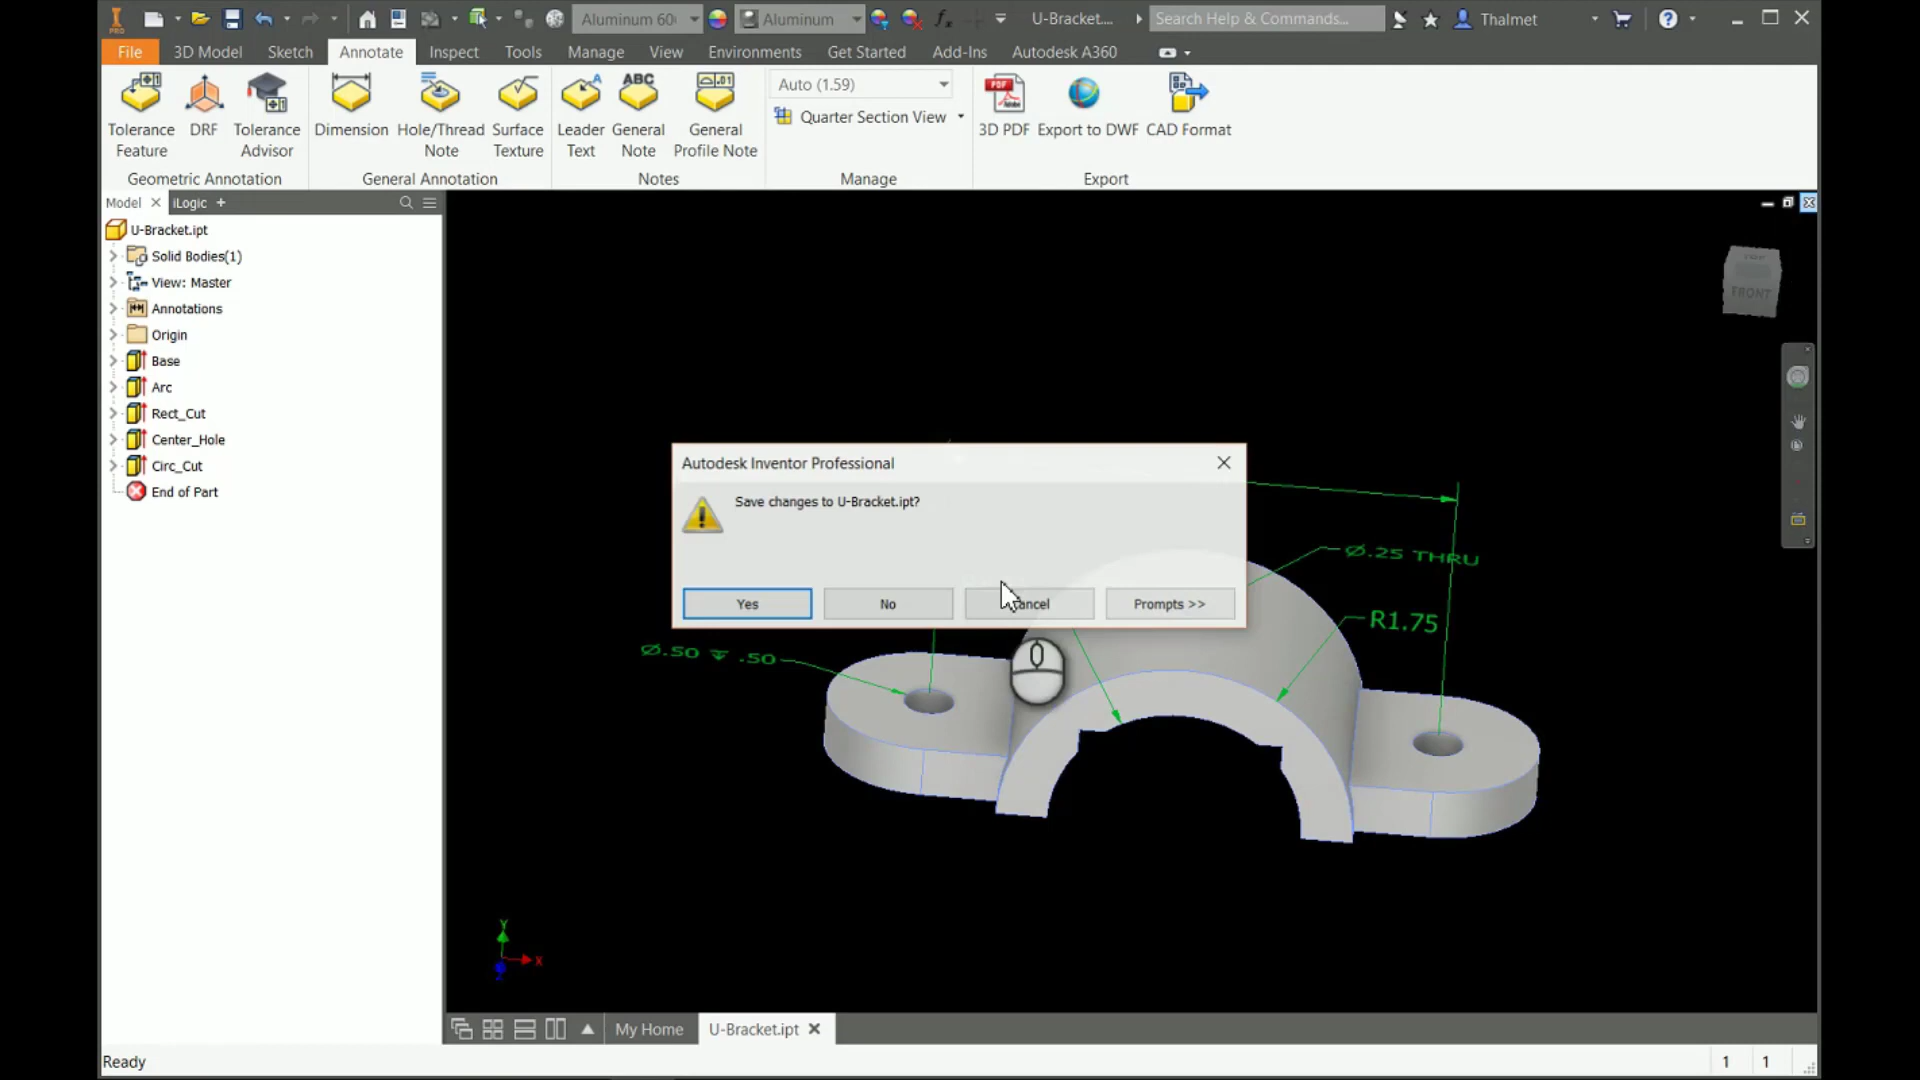 PRO
Aluminum 60
Aluminum
U-Bracket....
Search Help & Commands...
Thalmet
File
3D Model
Sketch
Annotate
Inspect
Tools
Manage
View
Environments
Get Started
Add-Ins
Autodesk A360
Tolerance Feature
DRF
Tolerance Advisor
Dimension
Hole/Thread Note
Surface Texture
Leader Text
ABC
General Note
General Profile Note
Auto (1.59)
Quarter Section View
PDF
3D PDF
Export to DWF
CAD Format
Geometric Annotation
General Annotation
Notes
Manage
Export
Model
iLogic +
U-Bracket.ipt
Solid Bodies(1)
View: Master
Annotations
Origin
Base
Arc
Rect_Cut
Center_Hole
Circ_Cut
End of Part
FRONT
Autodesk Inventor Professional
Save changes to U-Bracket.ipt?
Yes
No
Cancel
Prompts >>
Ø.25 THRU
R1.75
Ø.50 ↧ .50
Y
X
Z
My Home
U-Bracket.ipt
Ready
1
1